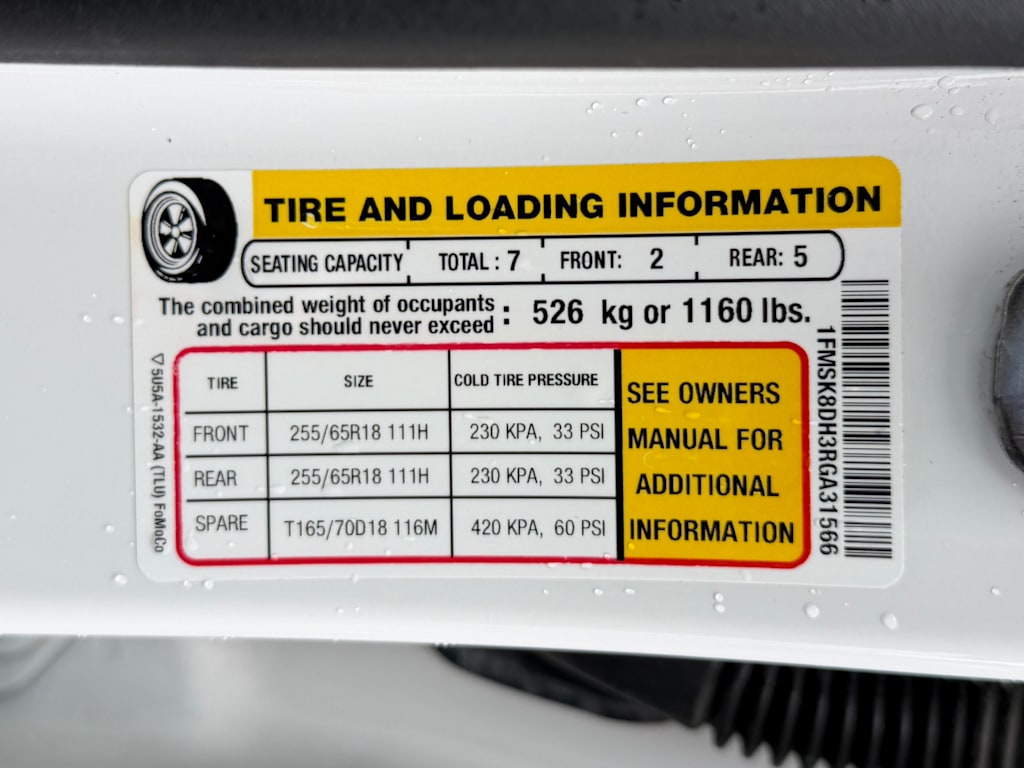 TIRE AND LOADING INFORMATION
SEATING CAPACITY TOTAL : 7 FRONT: 2 REAR: 5
The combined weight of occupants
and cargo should never exceed : 526 kg or 1160 lbs.
TIRE SIZE COLD TIRE PRESSURE
FRONT 255/65R18 111H 230 KPA, 33 PSI
REAR 255/65R18 111H 230 KPA, 33 PSI
SPARE T165/70D18 116M 420 KPA, 60 PSI
SEE OWNERS
MANUAL FOR
ADDITIONAL
INFORMATION
5U5A-1532-AA (TLU) FoMoCo
1FMSK8DH3RGA31566